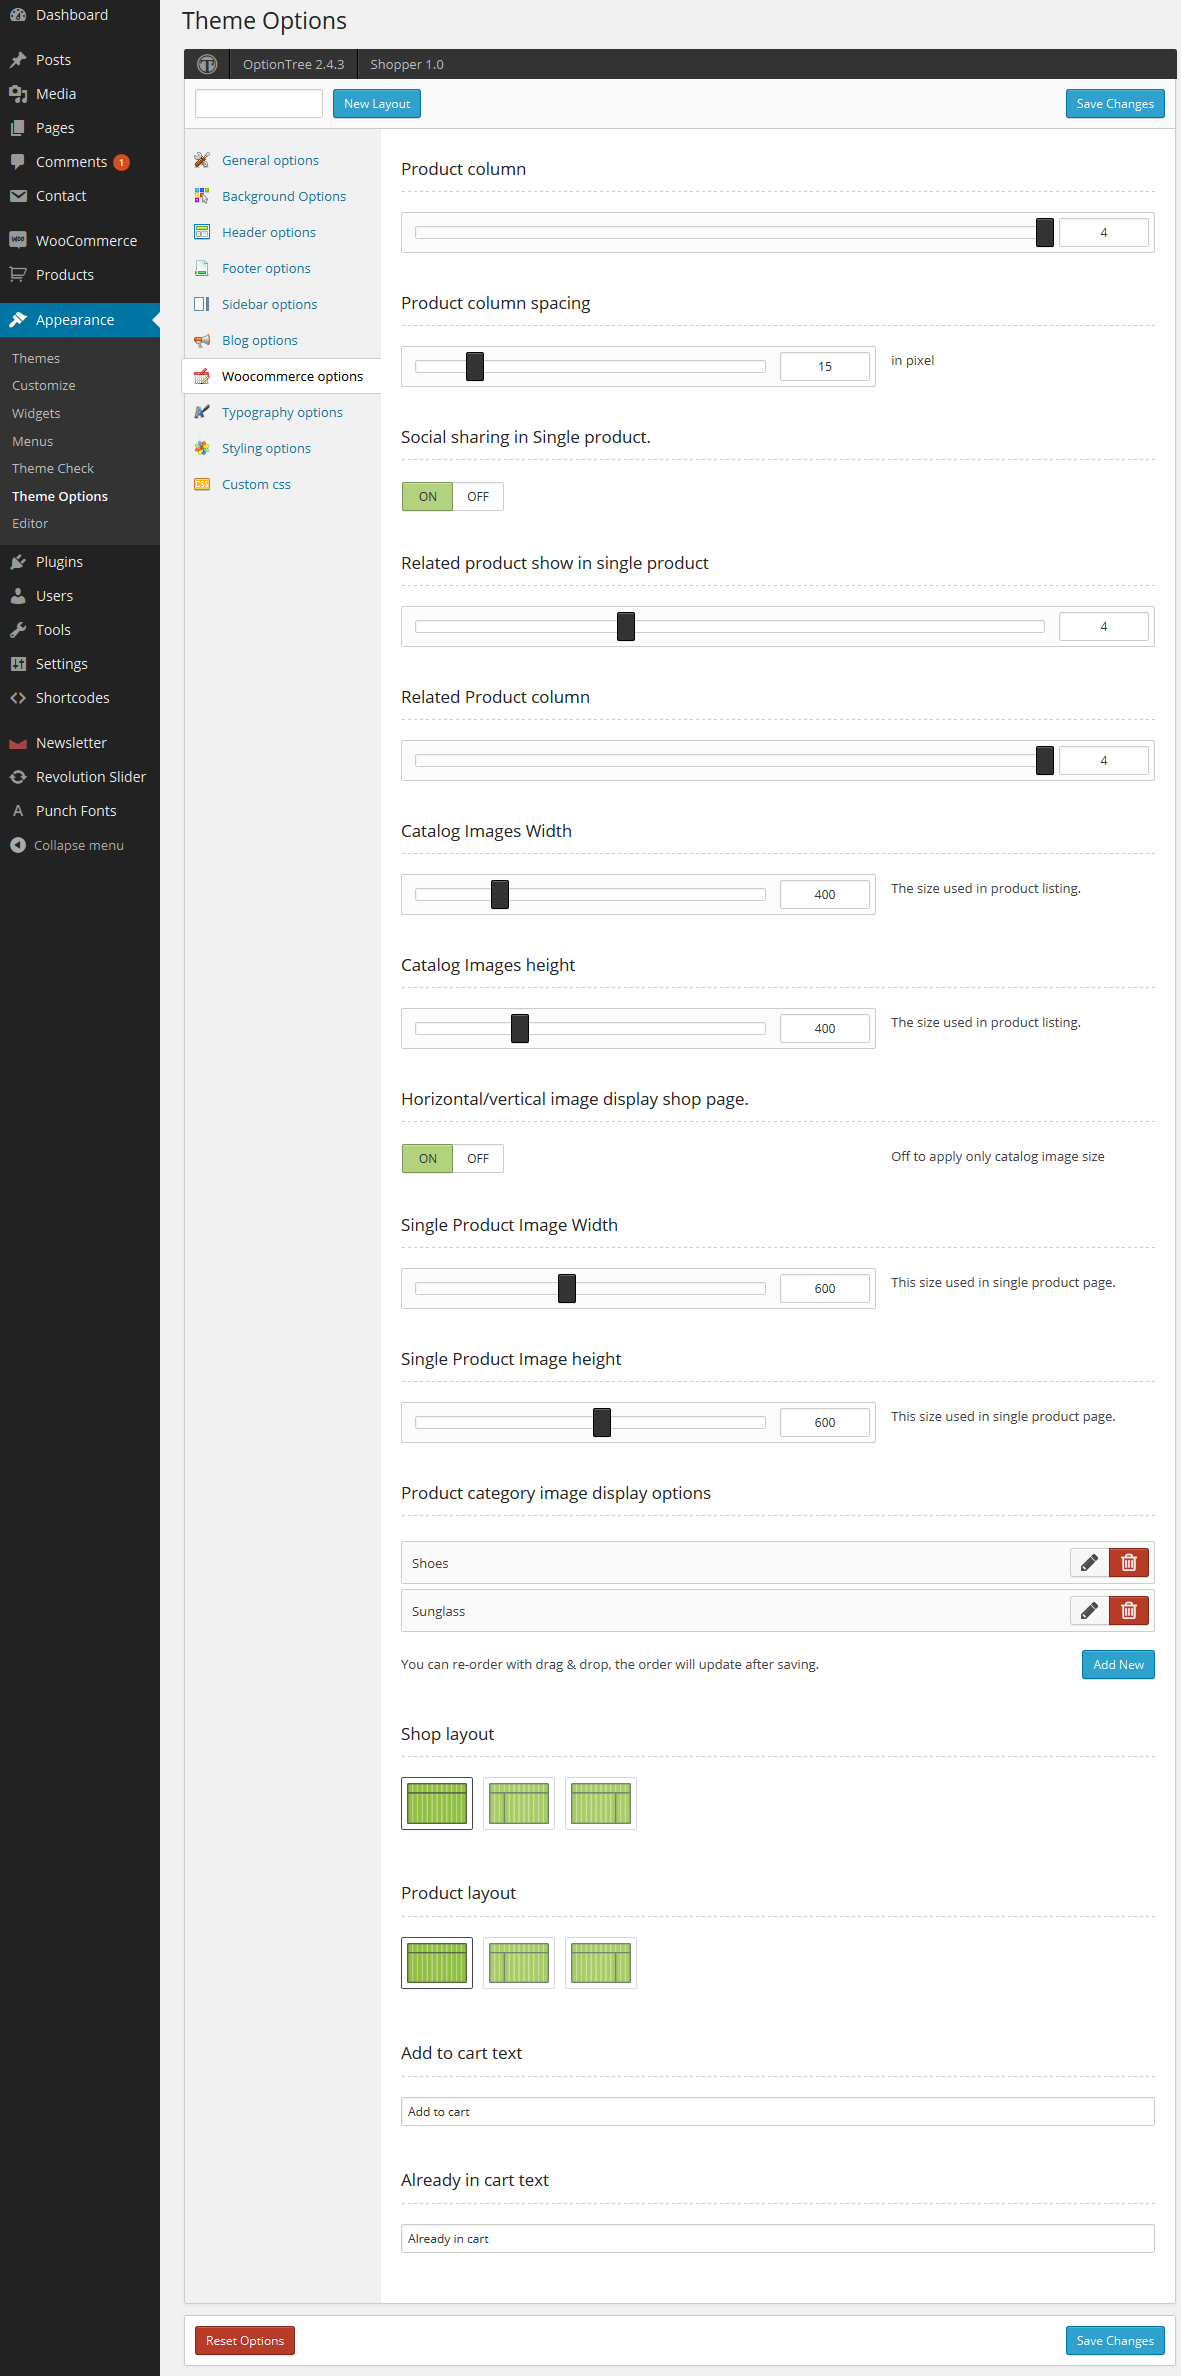 Dashboard
Posts
Media
Pages
Comments 1
Contact
WooCommerce
Products
Appearance
Themes
Customize
Widgets
Menus
Theme Check
Theme Options
Editor
Plugins
Users
Tools
Settings
Shortcodes
Newsletter
Revolution Slider
Punch Fonts
Collapse menu
Theme Options
OptionTree 2.4.3
Shopper 1.0
New Layout
Save Changes
General options
Background Options
Header options
Footer options
Sidebar options
Blog options
Woocommerce options
Typography options
Styling options
CSS Custom css
Product column
4
Product column spacing
15
in pixel
Social sharing in Single product.
ON OFF
Related product show in single product
4
Related Product column
4
Catalog Images Width
400
The size used in product listing.
Catalog Images height
400
The size used in product listing.
Horizontal/vertical image display shop page.
ON OFF
Off to apply only catalog image size
Single Product Image Width
600
This size used in single product page.
Single Product Image height
600
This size used in single product page.
Product category image display options
Shoes
Sunglass
You can re-order with drag & drop, the order will update after saving.
Add New
Shop layout
Product layout
Add to cart text
Add to cart
Already in cart text
Already in cart
Reset Options
Save Changes